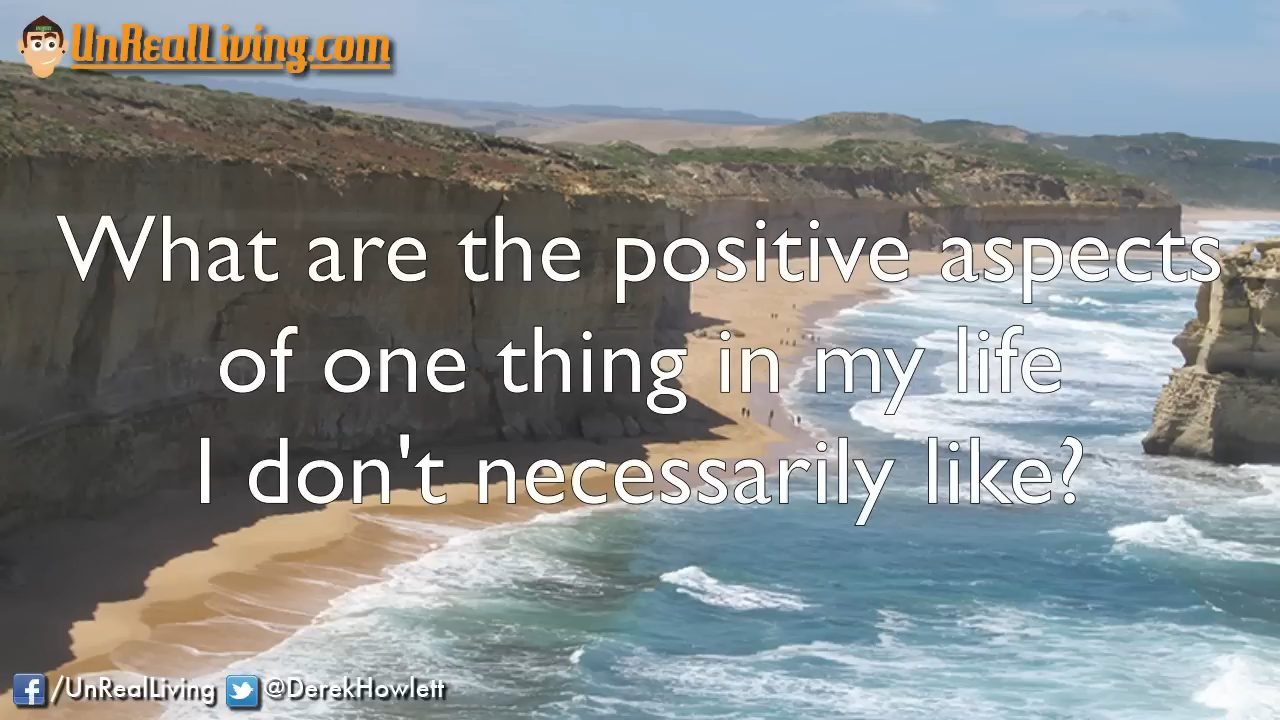 UnRealLiving.com
What are the positive aspects
of one thing in my life
I don't necessarily like?
/UnRealLiving @DerekHowlett